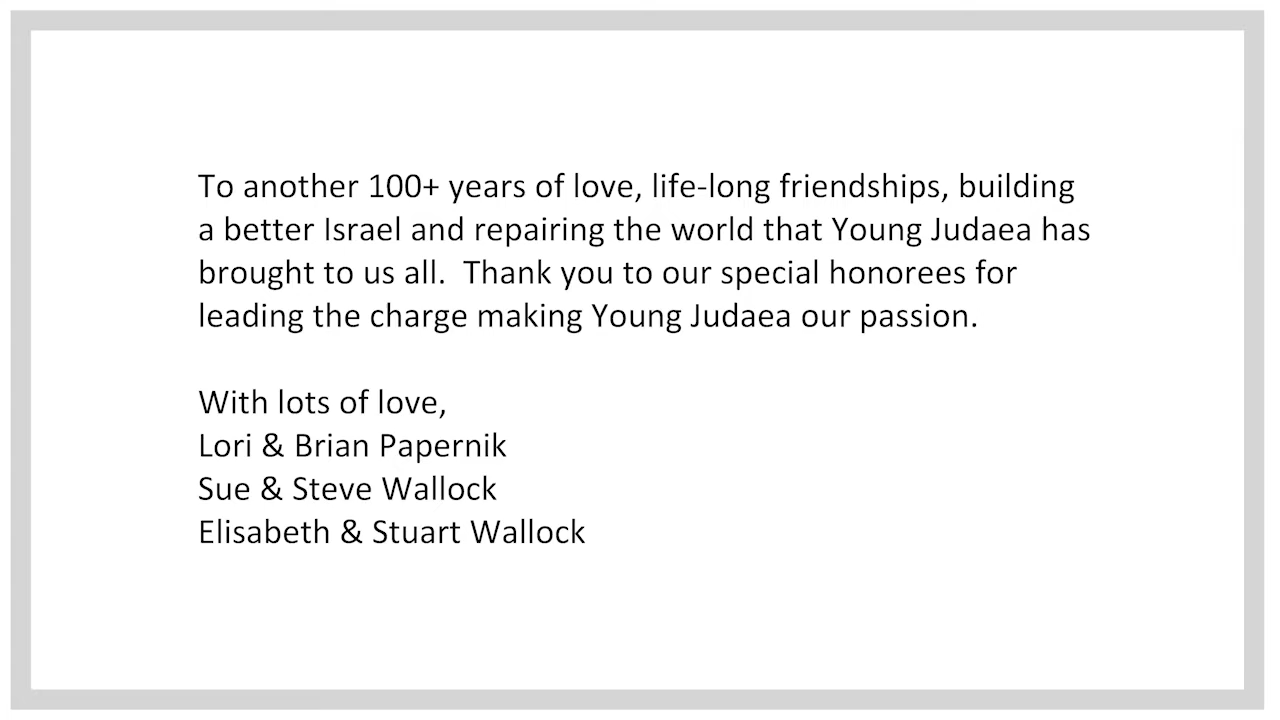 To another 100+ years of love, life-long friendships, building
a better Israel and repairing the world that Young Judaea has
brought to us all.  Thank you to our special honorees for
leading the charge making Young Judaea our passion.
With lots of love,
Lori & Brian Papernik
Sue & Steve Wallock
Elisabeth & Stuart Wallock